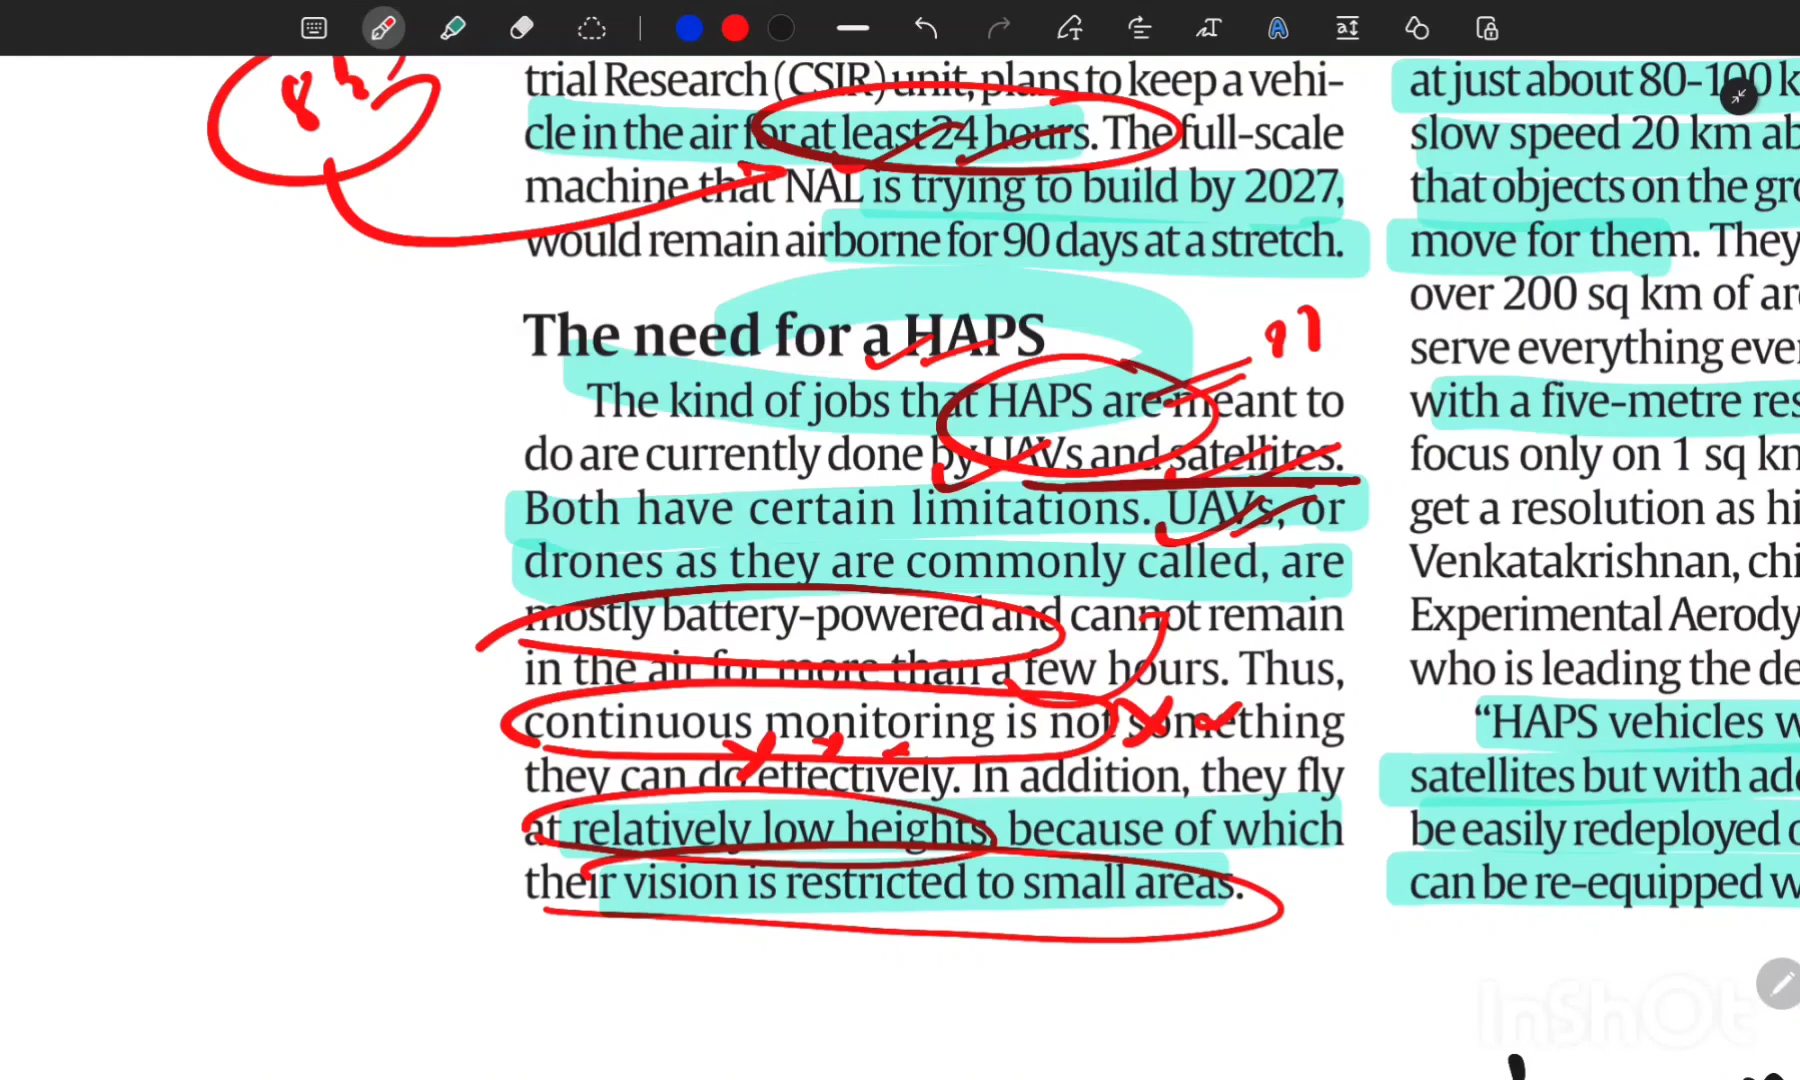 8h
trial Research (CSIR) unit, plans to keep a vehi-
cle in the air for at least 24 hours. The full-scale
machine that NAL is trying to build by 2027,
would remain airborne for 90 days at a stretch.
The need for a HAPS
The kind of jobs that HAPS are meant to
do are currently done by UAVs and satellites.
Both have certain limitations. UAVs, or
drones as they are commonly called, are
mostly battery-powered and cannot remain
in the air for more than a few hours. Thus,
continuous monitoring is not something
they can do effectively. In addition, they fly
at relatively low heights, because of which
their vision is restricted to small areas.
at just about 80-100 k
slow speed 20 km ab
that objects on the gro
move for them. They
over 200 sq km of are
serve everything ever
with a five-metre res
focus only on 1 sq km
get a resolution as hi
Venkatakrishnan, chi
Experimental Aerody
who is leading the de
“HAPS vehicles w
satellites but with add
be easily redeployed o
can be re-equipped w
InShOt